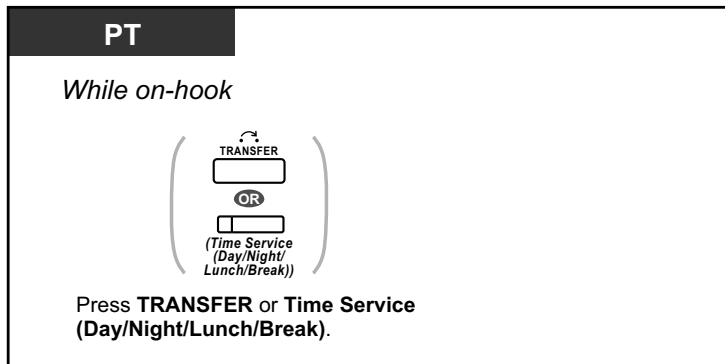 PT
While on-hook
TRANSFER
OR
(Time Service
(Day/Night/
Lunch/Break))
Press TRANSFER or Time Service
(Day/Night/Lunch/Break).